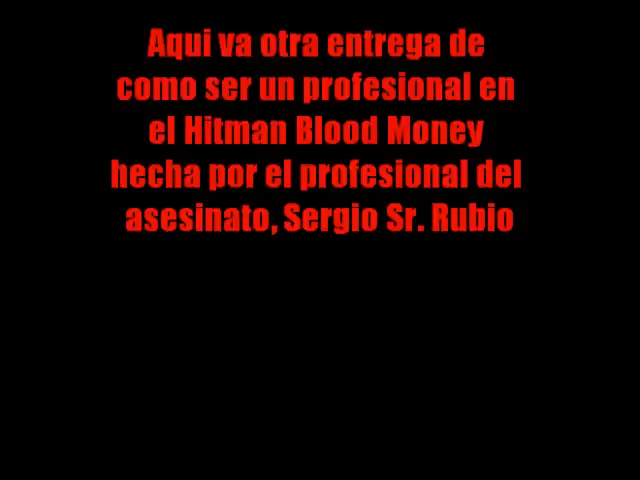 Aqui va otra entrega de
como ser un profesional en
el Hitman Blood Money
hecha por el profesional del
asesinato, Sergio Sr. Rubio